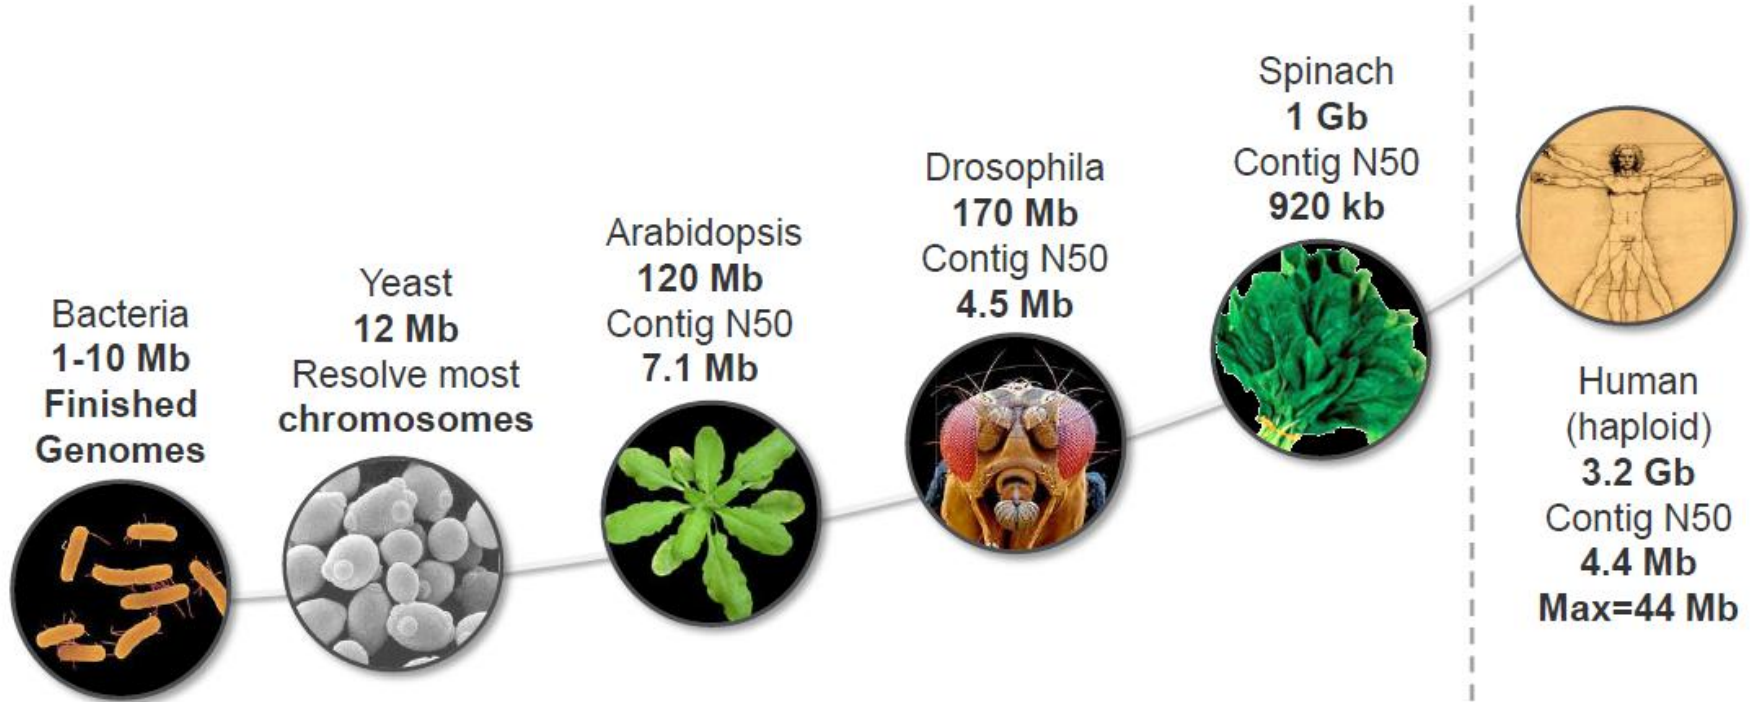 Bacteria
1-10 Mb
Finished
Genomes
Yeast
12 Mb
Resolve most
chromosomes
Arabidopsis
120 Mb
Contig N50
7.1 Mb
Drosophila
170 Mb
Contig N50
4.5 Mb
Spinach
1 Gb
Contig N50
920 kb
Human
(haploid)
3.2 Gb
Contig N50
4.4 Mb
Max=44 Mb